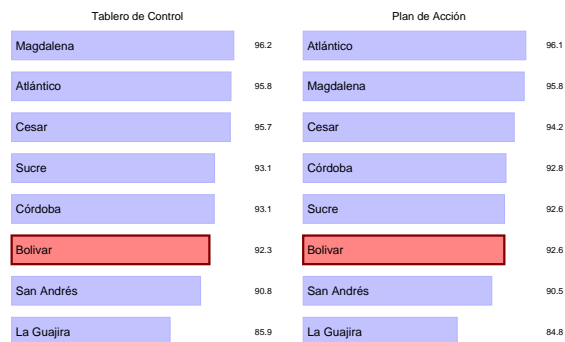 Tablero de Control
Magdalena 96.2
Atlántico 95.8
Cesar 95.7
Sucre 93.1
Córdoba 93.1
Bolivar 92.3
San Andrés 90.8
La Guajira 85.9
Plan de Acción
Atlántico 96.1
Magdalena 95.8
Cesar 94.2
Córdoba 92.8
Sucre 92.6
Bolivar 92.6
San Andrés 90.5
La Guajira 84.8